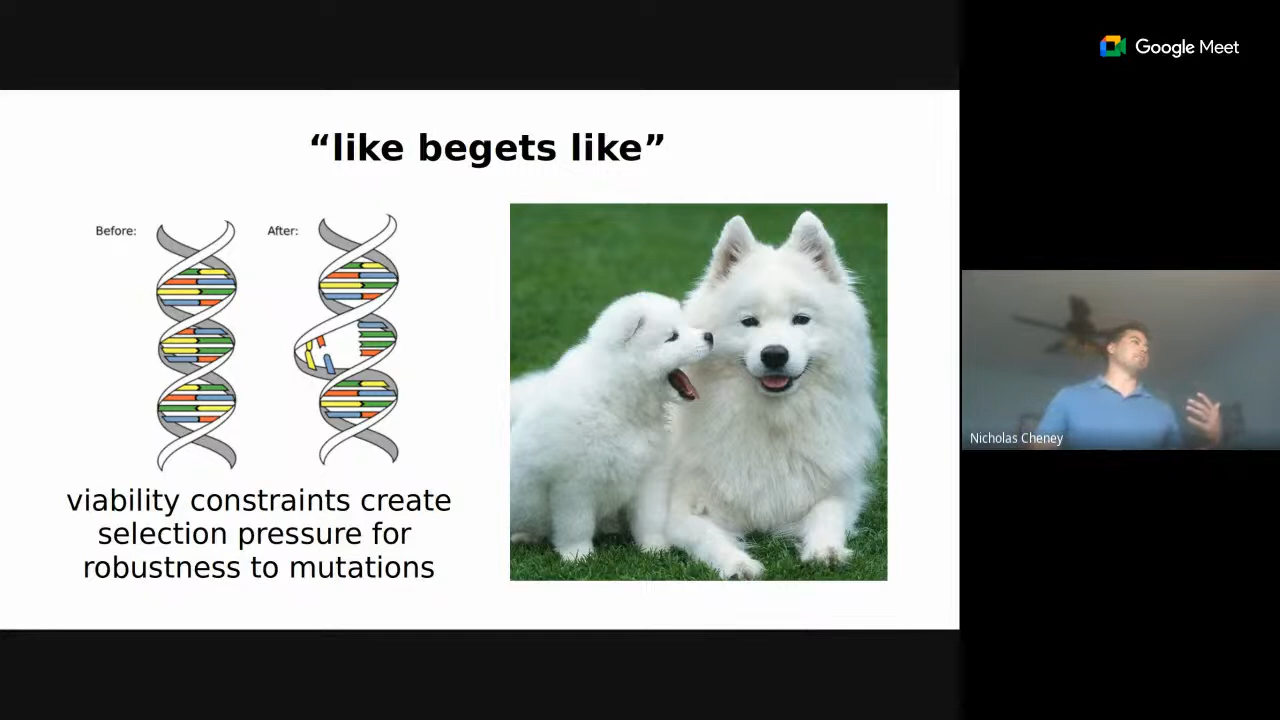 Google Meet
“like begets like”
Before:
After:
viability constraints create
selection pressure for
robustness to mutations
Nicholas Cheney